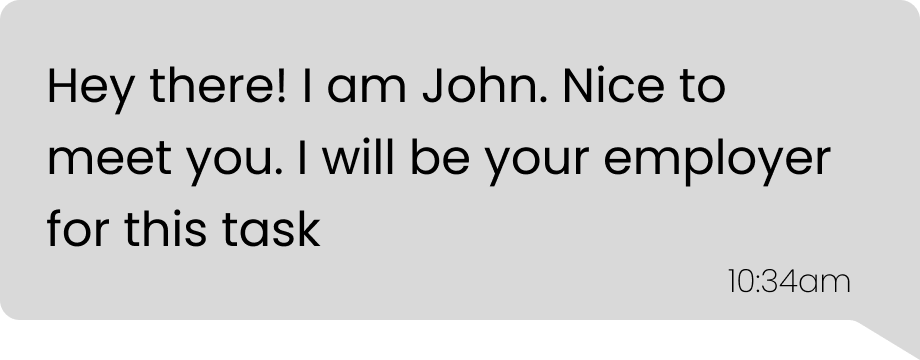 Hey there! I am John. Nice to
meet you. I will be your employer
for this task
10:34am